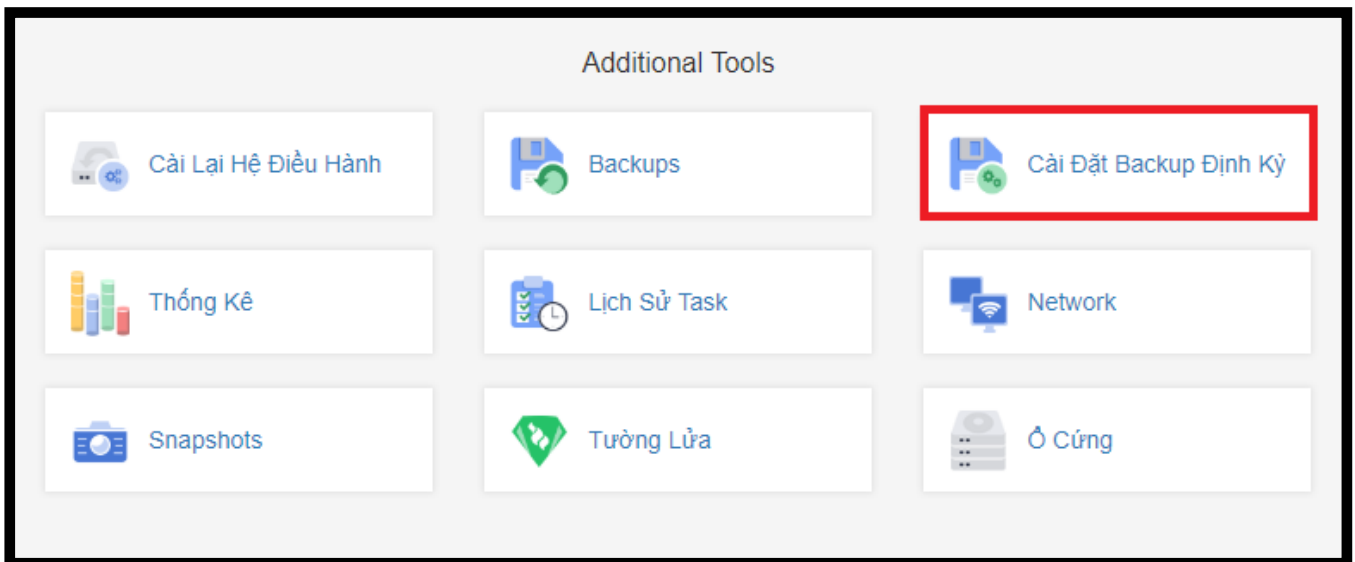 Additional Tools
Cài Lại Hệ Điều Hành
Backups
Cài Đặt Backup Định Kỳ
Thống Kê
Lịch Sử Task
Network
Snapshots
Tường Lửa
Ổ Cứng